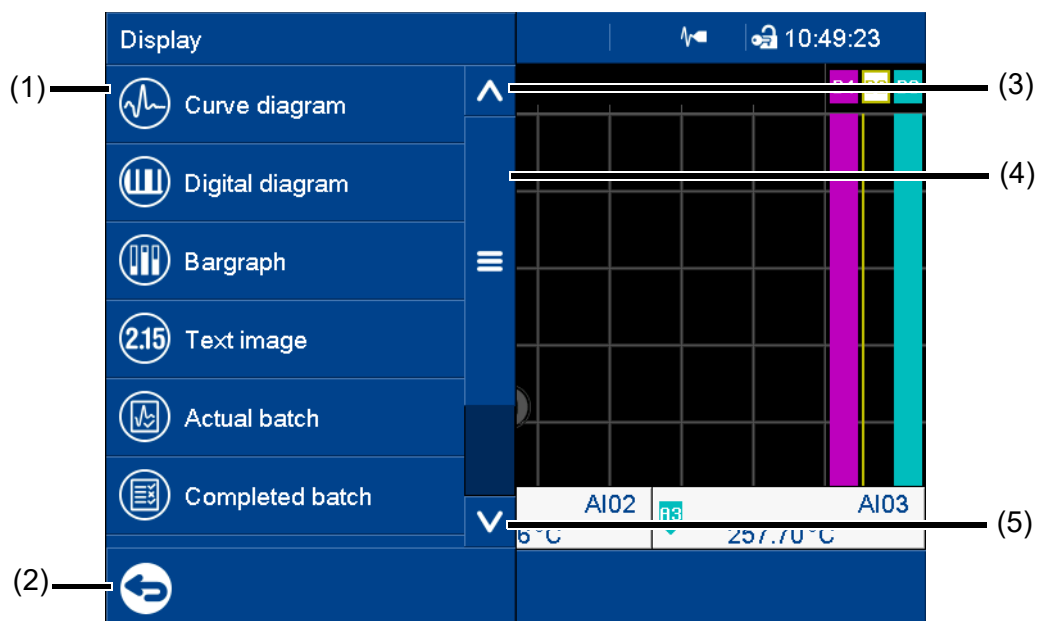 Display
10:49:23
(1)
Curve diagram
(3)
Digital diagram
(4)
Bargraph
2.15
Text image
Actual batch
Completed batch
AI02
AI03
(5)
6 °C
257.70 °C
(2)